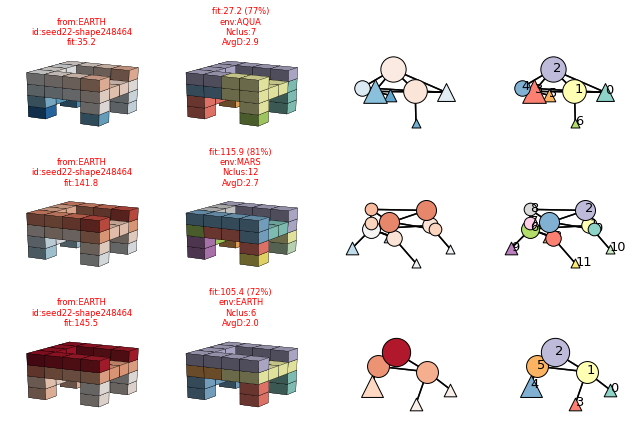 from:EARTH
id:seed22-shape248464
fit:35.2
fit:27.2 (77%)
env:AQUA
Nclus:7
AvgD:2.9
2
4
3
5
1
0
6
from:EARTH
id:seed22-shape248464
fit:141.8
fit:115.9 (81%)
env:MARS
Nclus:12
AvgD:2.7
8
2
7
6
9
10
11
from:EARTH
id:seed22-shape248464
fit:145.5
fit:105.4 (72%)
env:EARTH
Nclus:6
AvgD:2.0
2
5
1
4
0
3